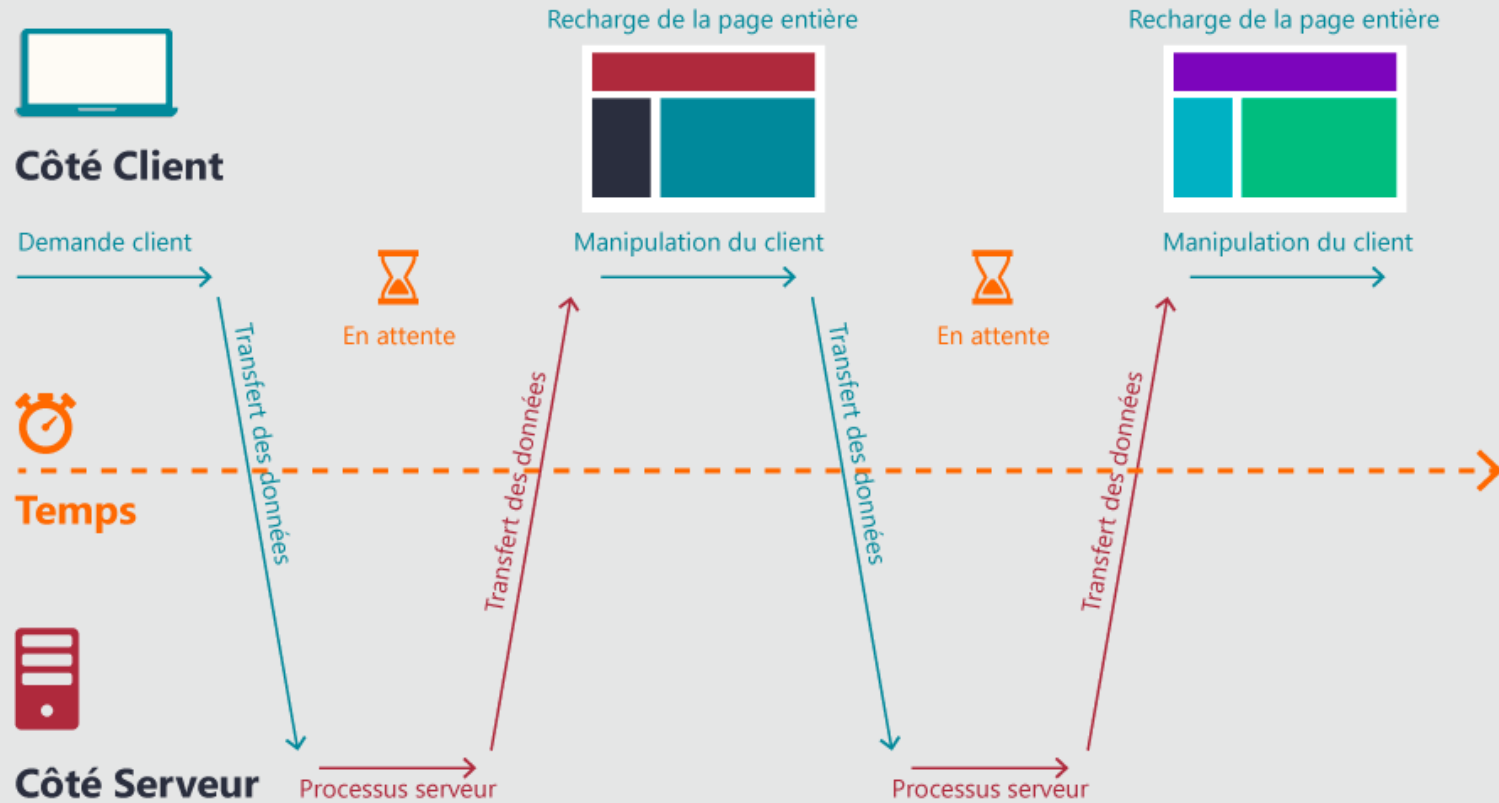 Recharge de la page entière
Recharge de la page entière
Côté Client
Demande client
Manipulation du client
Manipulation du client
En attente
En attente
Transfert des données
Transfert des données
Transfert des données
Transfert des données
Temps
Côté Serveur
Processus serveur
Processus serveur